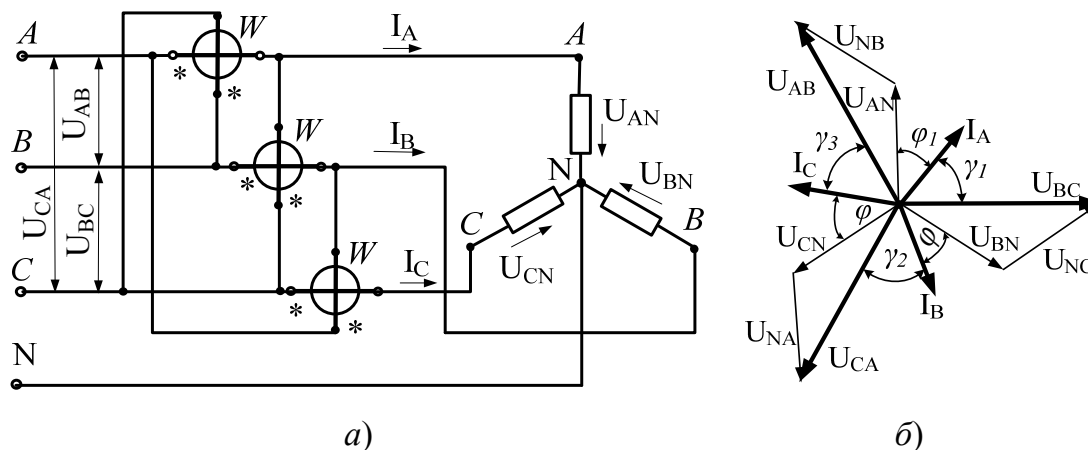 A
*
W
*
I_A
A
U_AB
U_AN
B
*
W
*
I_B
N
U_BN
B
U_CA
U_BC
C
U_CN
C
*
W
*
I_C
N
а)
U_NB
U_AB
U_AN
φ1
I_A
γ3
γ1
I_C
U_BC
φ
φ
U_CN
U_BN
γ2
U_NC
I_B
U_NA
U_CA
б)